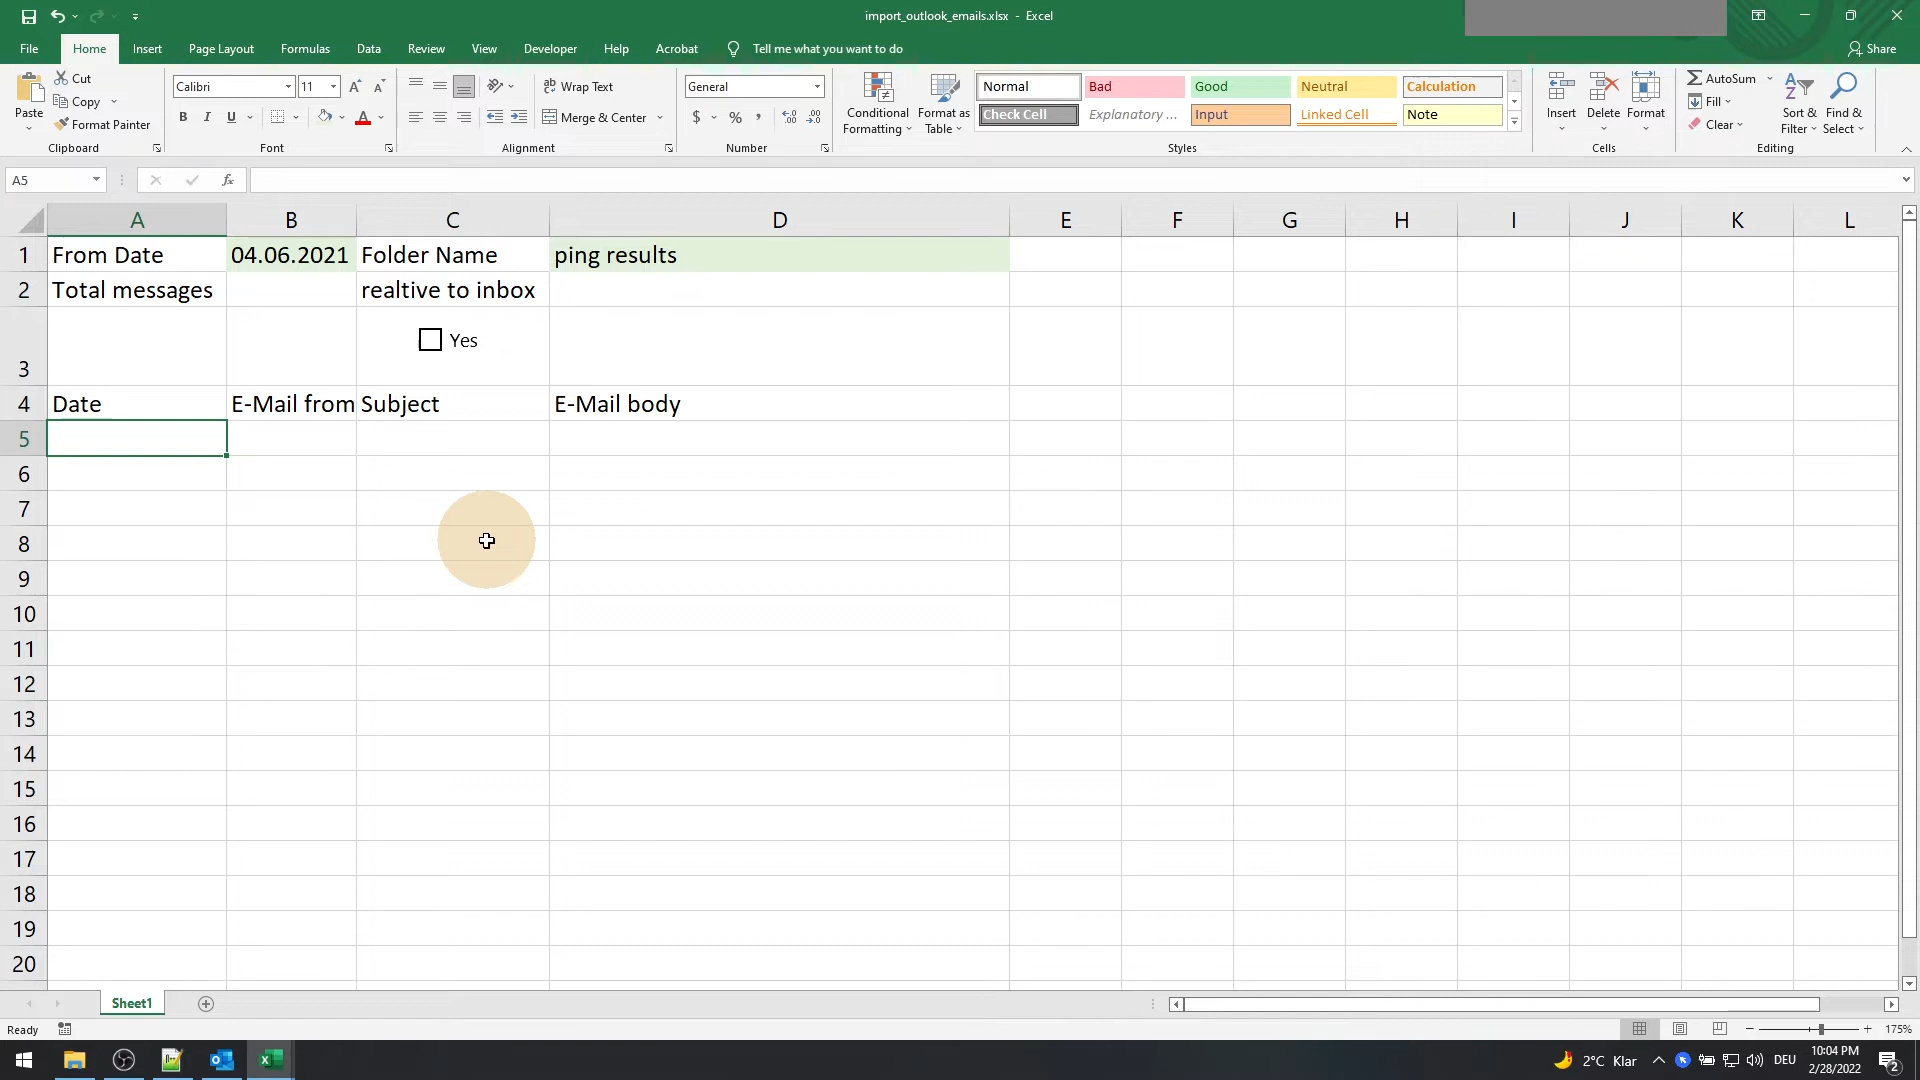 import_outlook_emails.xlsx - Excel
File Home Insert Page Layout Formulas Data Review View Developer Help Acrobat Tell me what you want to do Share
Paste
Cut
Copy
Format Painter
Clipboard
Calibri 11
B I U
Font
Wrap Text
Merge & Center
Alignment
General
$ % ,
Number
Conditional Formatting
Format as Table
Normal Bad Good Neutral Calculation
Check Cell Explanatory ... Input Linked Cell Note
Styles
Insert Delete Format
Cells
AutoSum
Fill
Clear
Sort & Filter
Find & Select
Editing
A5 fx
A B C D E F G H I J K L
1 From Date 04.06.2021 Folder Name ping results
2 Total messages realtive to inbox
3 Yes
4 Date E-Mail from Subject E-Mail body
5
6
7
8
9
10
11
12
13
14
15
16
17
18
19
20
Sheet1
Ready 175%
2°C Klar DEU 10:04 PM
2/28/2022 2